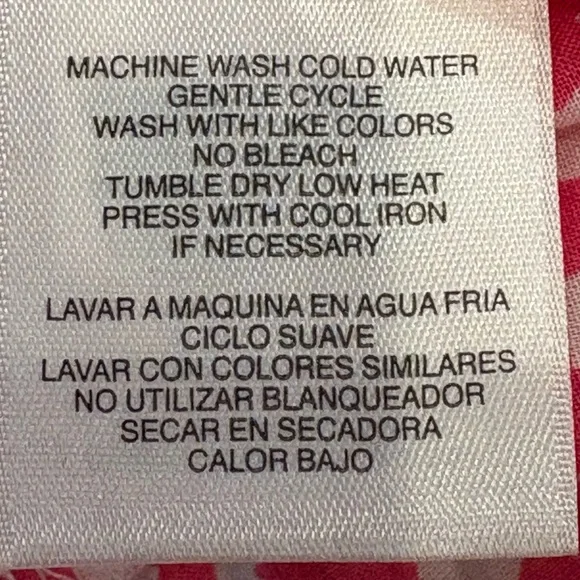 MACHINE WASH COLD WATER
GENTLE CYCLE
WASH WITH LIKE COLORS
NO BLEACH
TUMBLE DRY LOW HEAT
PRESS WITH COOL IRON
IF NECESSARY
LAVAR A MAQUINA EN AGUA FRIA
CICLO SUAVE
LAVAR CON COLORES SIMILARES
NO UTILIZAR BLANQUEADOR
SECAR EN SECADORA
CALOR BAJO